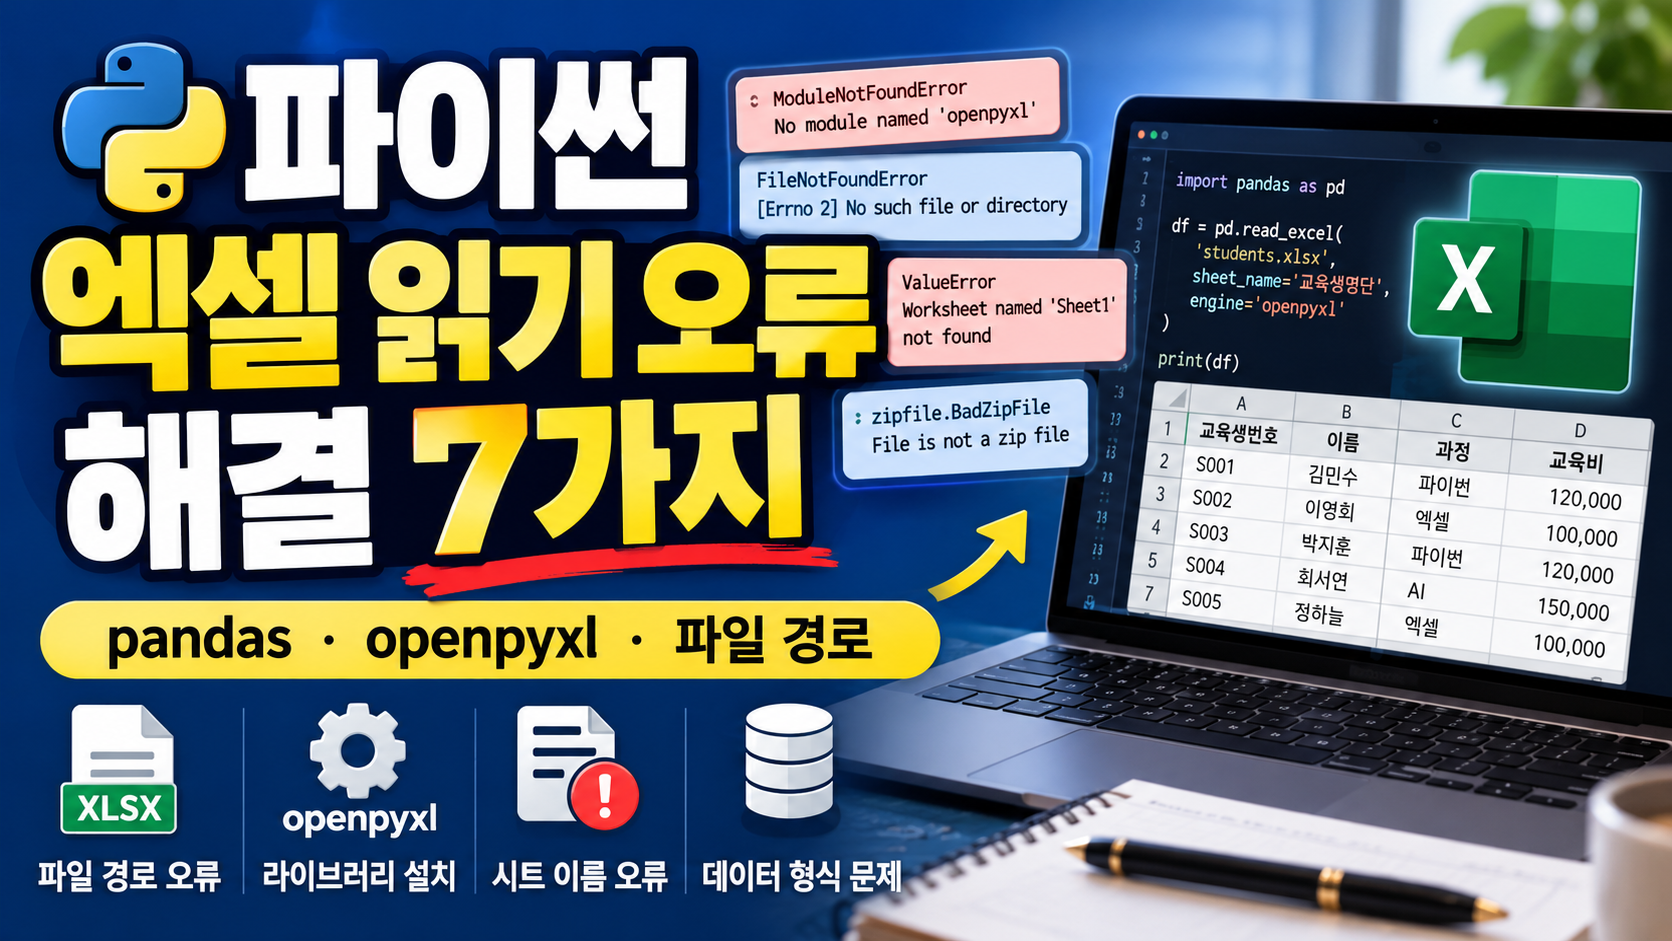 파이썬
엑셀 읽기 오류
해결 7가지
pandas · openpyxl · 파일 경로
XLSX
파일 경로 오류
openpyxl
라이브러리 설치
!
시트 이름 오류
데이터 형식 문제
ModuleNotFoundError
No module named 'openpyxl'
FileNotFoundError
[Errno 2] No such file or directory
ValueError
Worksheet named 'Sheet1'
not found
: zipfile.BadZipFile
File is not a zip file
import pandas as pd
df = pd.read_excel(
'students.xlsx',
sheet_name='교육생명단',
engine='openpyxl'
)
print(df)
X
A B C D
1 교육생번호 이름 과정 교육비
2 S001 김민수 파이번 120,000
3 S002 이영희 엑셀 100,000
4 S003 박지훈 파이번 120,000
5 S004 회서연 AI 150,000
7 S005 정하늘 엑셀 100,000